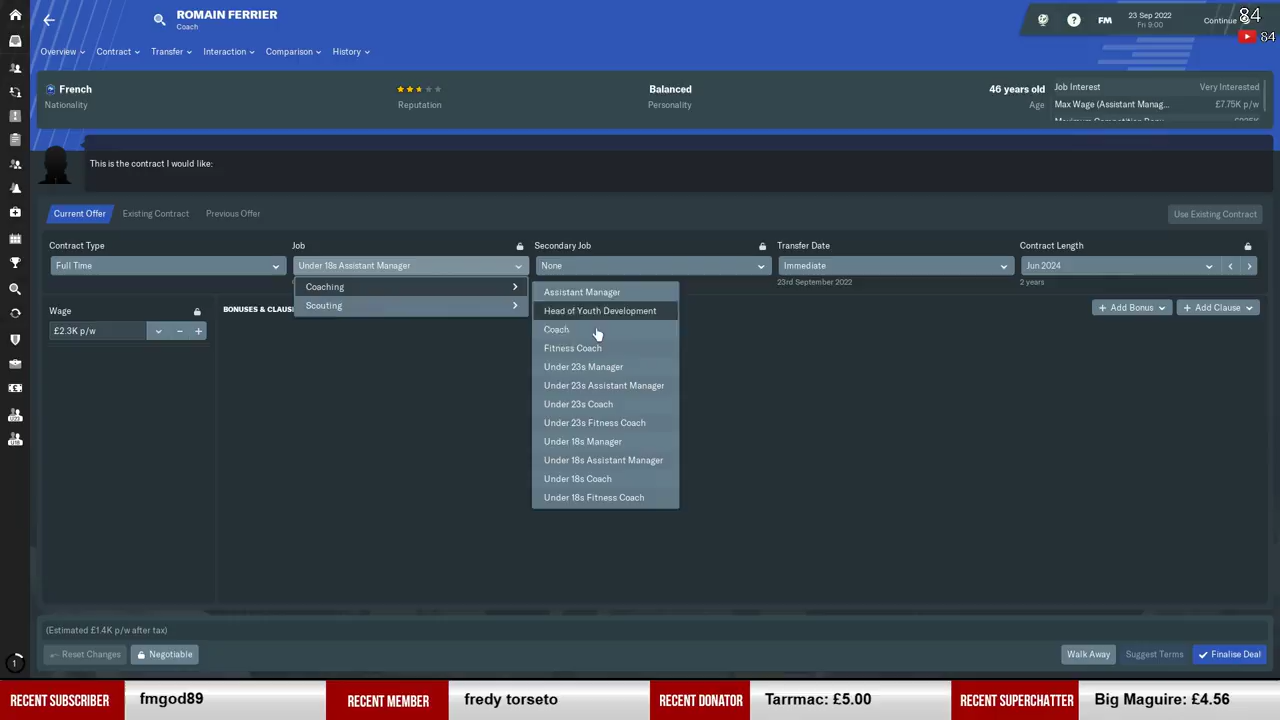 ROMAIN FERRIER
Coach
23 Sep 2022
Fri 9:00
FM
Continue
84
84
Overview
Contract
Transfer
Interaction
Comparison
History
French
Nationality
Reputation
Balanced
Personality
46 years old
Age
Job Interest Very Interested
Max Wage (Assistant Manag... £7.75K p/w
This is the contract I would like:
Current Offer
Existing Contract
Previous Offer
Use Existing Contract
Contract Type
Job
Secondary Job
Transfer Date
Contract Length
Full Time
Under 18s Assistant Manager
None
Immediate
Jun 2024
23rd September 2022
2 years
Coaching
Scouting
Assistant Manager
Head of Youth Development
Coach
Fitness Coach
Under 23s Manager
Under 23s Assistant Manager
Under 23s Coach
Under 23s Fitness Coach
Under 18s Manager
Under 18s Assistant Manager
Under 18s Coach
Under 18s Fitness Coach
Wage
£2.3K p/w
BONUSES & CLAUS
Add Bonus
Add Clause
(Estimated £1.4K p/w after tax)
Reset Changes
Negotiable
Walk Away
Suggest Terms
Finalise Deal
U23
U18
1
RECENT SUBSCRIBER
fmgod89
RECENT MEMBER
fredy torseto
RECENT DONATOR
Tarrmac: £5.00
RECENT SUPERCHATTER
Big Maguire: £4.56